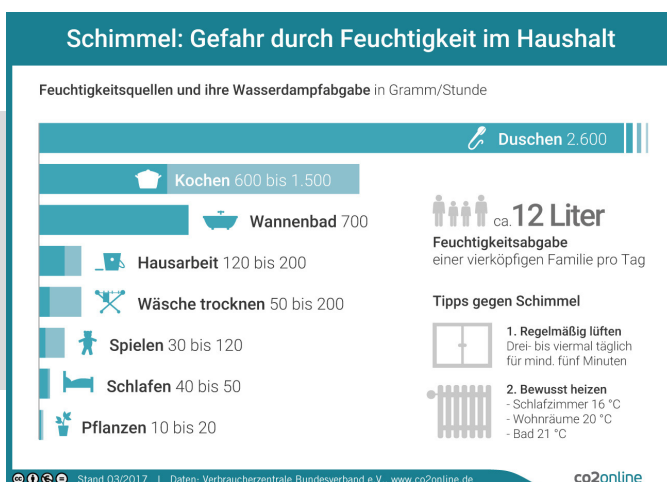 Schimmel: Gefahr durch Feuchtigkeit im Haushalt
Feuchtigkeitsquellen und ihre Wasserdampfabgabe in Gramm/Stunde
Duschen 2.600
Kochen 600 bis 1.500
Wannenbad 700
Hausarbeit 120 bis 200
Wäsche trocknen 50 bis 200
Spielen 30 bis 120
Schlafen 40 bis 50
Pflanzen 10 bis 20
ca. 12 Liter
Feuchtigkeitsabgabe
einer vierköpfigen Familie pro Tag
Tipps gegen Schimmel
1. Regelmäßig lüften
Drei- bis viermal täglich
für mind. fünf Minuten
2. Bewusst heizen
- Schlafzimmer 16 °C
- Wohnräume 20 °C
- Bad 21 °C
Stand 03/2017 | Daten: Verbraucherzentrale Bundesverband e.V. www.co2online.de
co2online